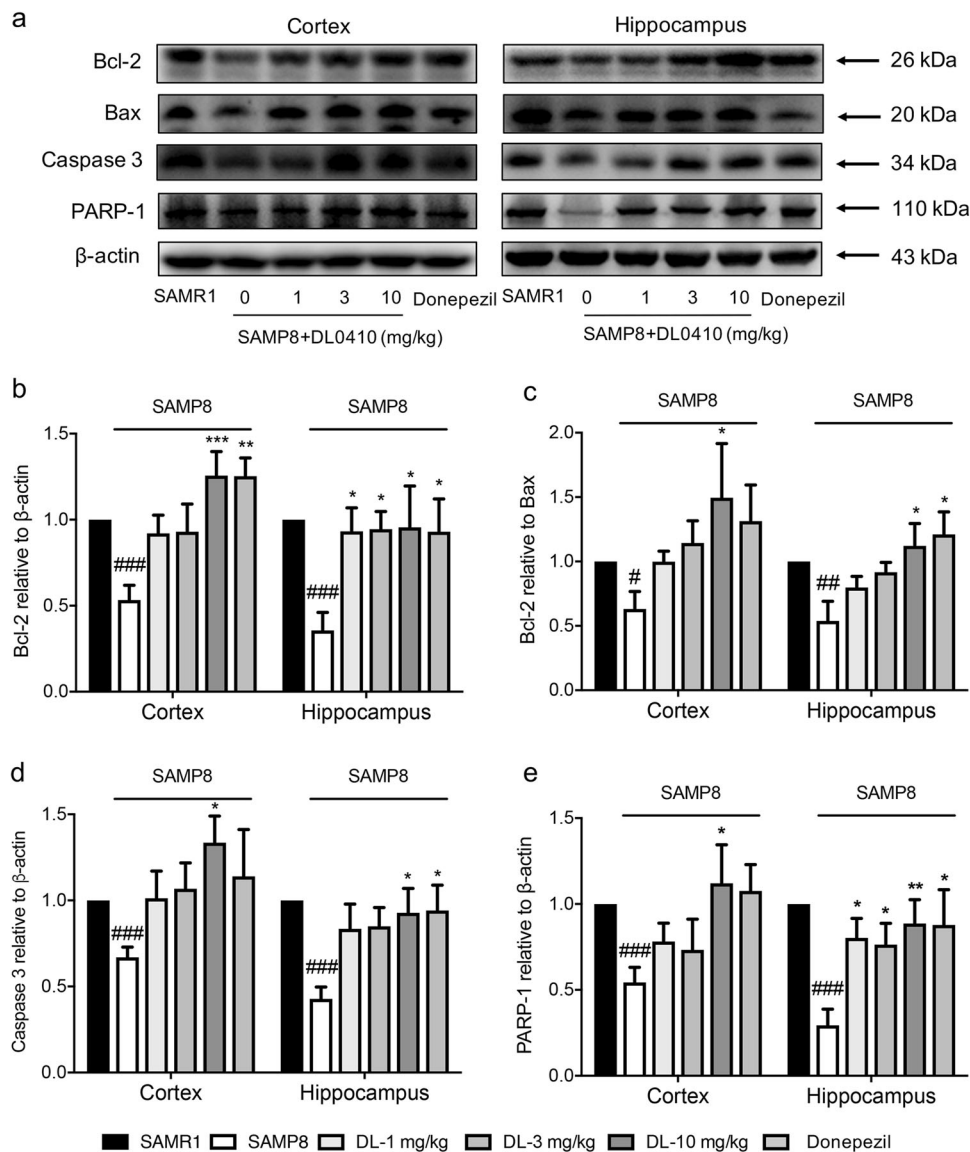 a
Cortex Hippocampus
Bcl-2 26 kDa
Bax 20 kDa
Caspase 3 34 kDa
PARP-1 110 kDa
β-actin 43 kDa
SAMR1 0 1 3 10 Donepezil SAMR1 0 1 3 10 Donepezil
SAMP8+DL0410 (mg/kg) SAMP8+DL0410 (mg/kg)
b
SAMP8 SAMP8
Bcl-2 relative to β-actin
1.5
1.0
0.5
0.0
### *** ** ### * * * *
Cortex Hippocampus
c
SAMP8 SAMP8
Bcl-2 relative to Bax
2.0
1.5
1.0
0.5
0.0
# * ## * *
Cortex Hippocampus
d
SAMP8 SAMP8
Caspase 3 relative to β-actin
1.5
1.0
0.5
0.0
### * ### * *
Cortex Hippocampus
e
SAMP8 SAMP8
PARP-1 relative to β-actin
1.5
1.0
0.5
0.0
### * ### * * ** *
Cortex Hippocampus
SAMR1 SAMP8 DL-1 mg/kg DL-3 mg/kg DL-10 mg/kg Donepezil